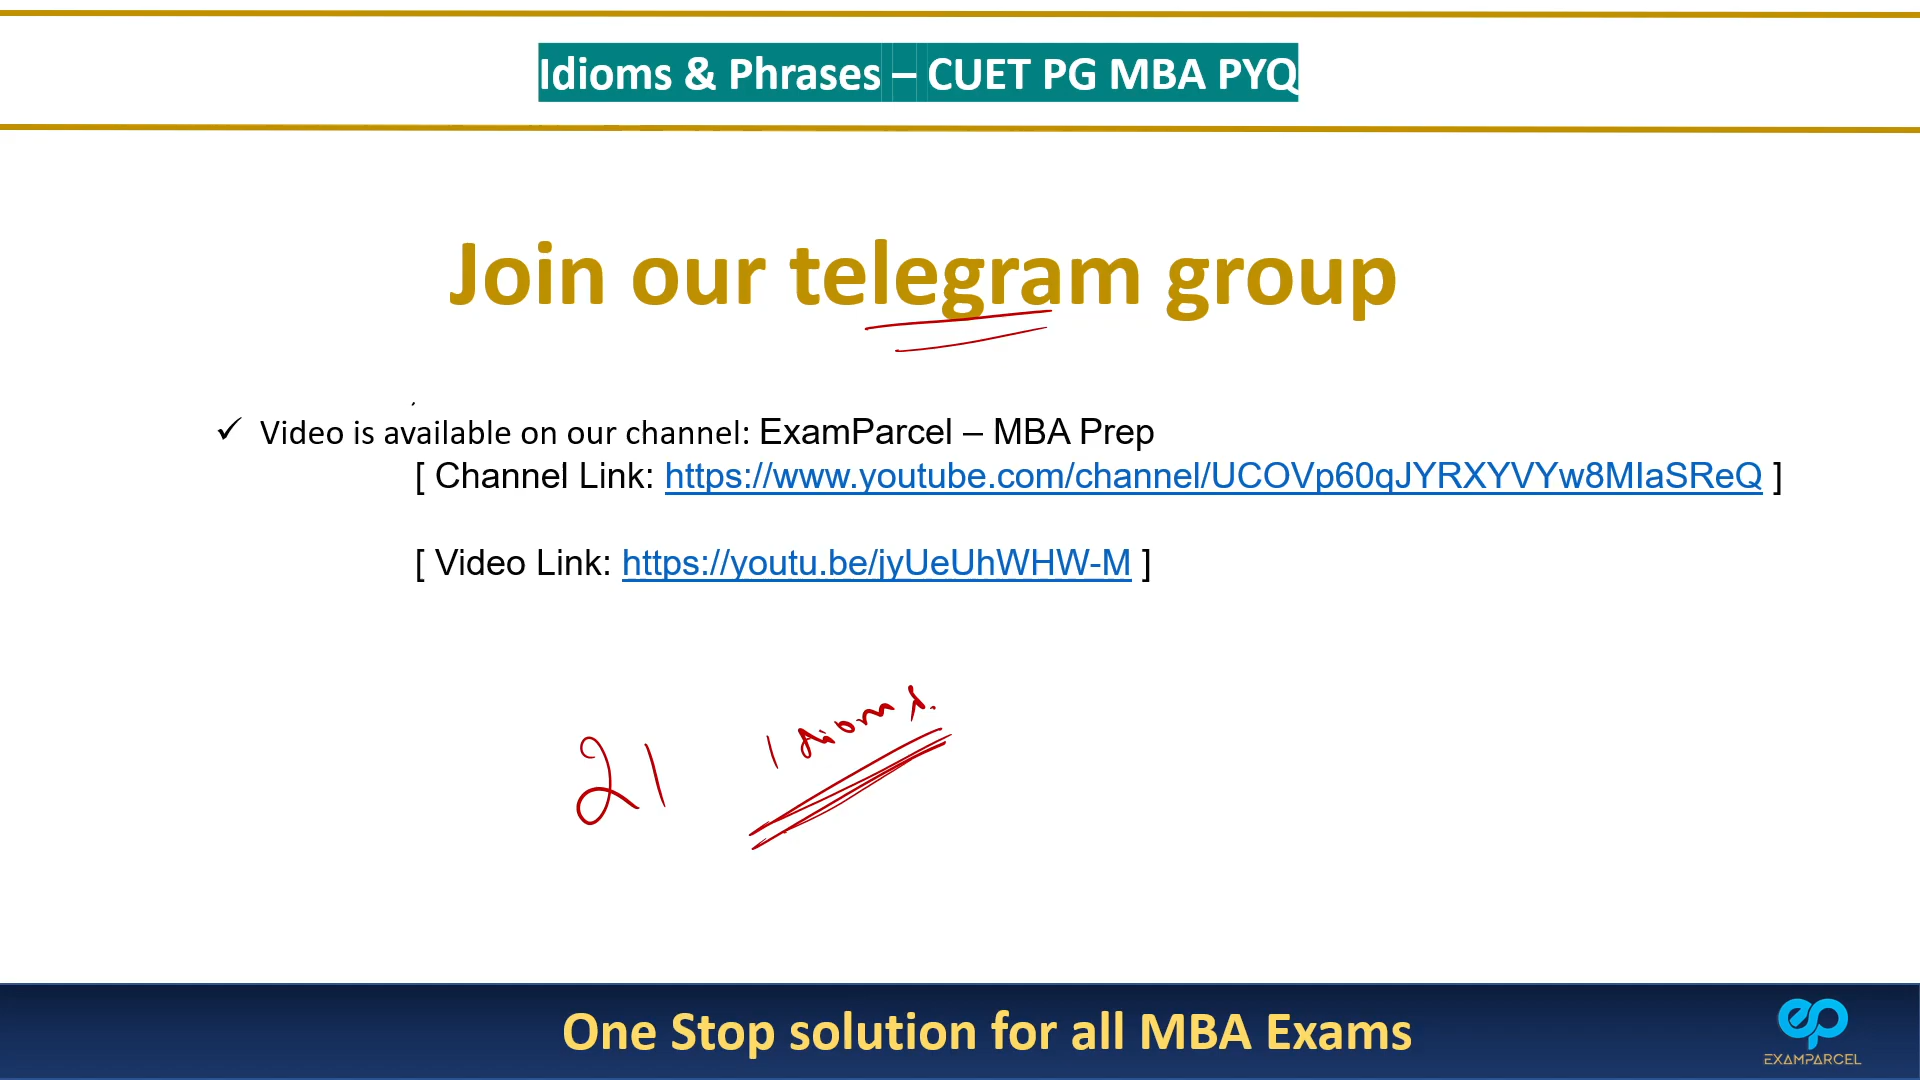 Idioms & Phrases – CUET PG MBA PYQ
Join our telegram group
✓ Video is available on our channel: ExamParcel – MBA Prep
[ Channel Link: https://www.youtube.com/channel/UCOVp60qJYRXYVYw8MIaSReQ ]
[ Video Link: https://youtu.be/jyUeUhWHW-M ]
21 Idioms.
One Stop solution for all MBA Exams
ep
EXAMPARCEL